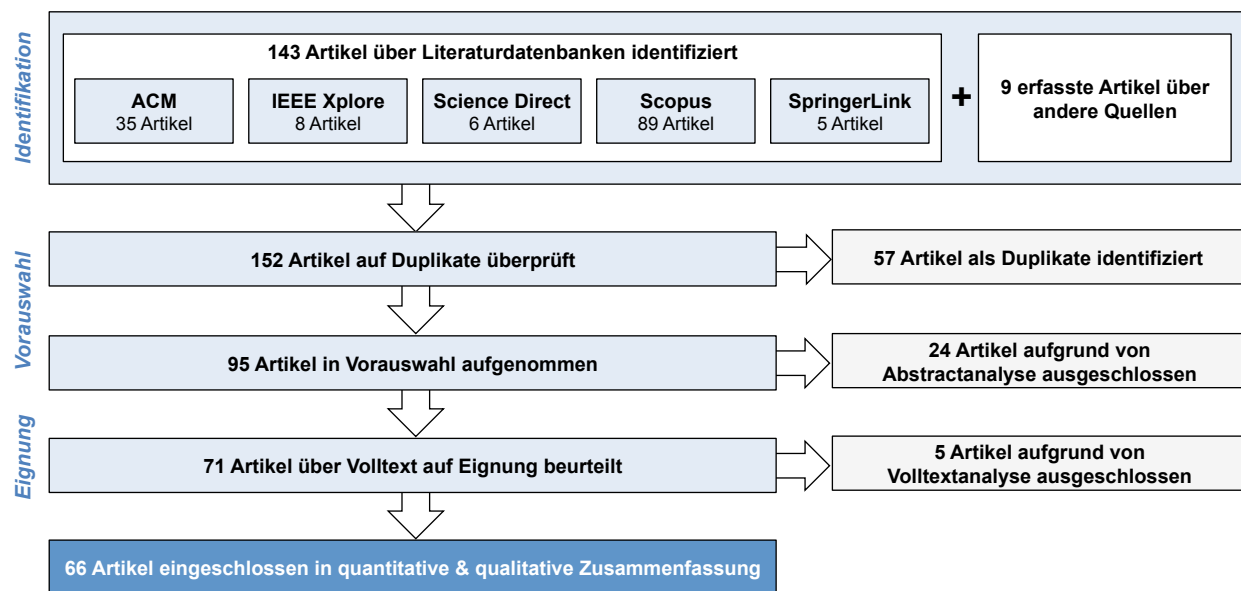 Identifikation
143 Artikel über Literaturdatenbanken identifiziert
ACM
35 Artikel
IEEE Xplore
8 Artikel
Science Direct
6 Artikel
Scopus
89 Artikel
SpringerLink
5 Artikel
+
9 erfasste Artikel über
andere Quellen
Vorauswahl
152 Artikel auf Duplikate überprüft
57 Artikel als Duplikate identifiziert
95 Artikel in Vorauswahl aufgenommen
24 Artikel aufgrund von
Abstractanalyse ausgeschlossen
Eignung
71 Artikel über Volltext auf Eignung beurteilt
5 Artikel aufgrund von
Volltextanalyse ausgeschlossen
66 Artikel eingeschlossen in quantitative & qualitative Zusammenfassung